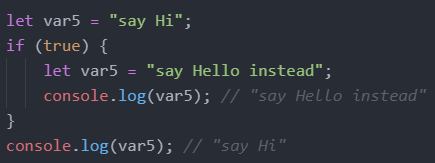 let var5 = "say Hi";
if (true) {
    let var5 = "say Hello instead";
    console.log(var5); // "say Hello instead"
}
console.log(var5); // "say Hi"